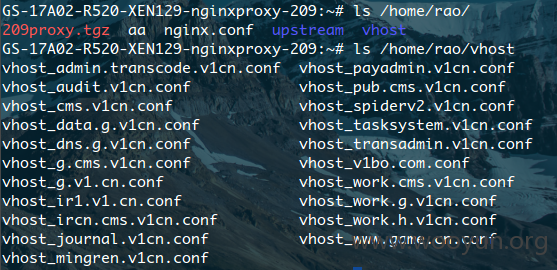 GS-17A02-R520-XEN129-nginxproxy-209:~# ls /home/rao/
209proxy.tgz aa nginx.conf upstream vhost
GS-17A02-R520-XEN129-nginxproxy-209:~# ls /home/rao/vhost
vhost_admin.transcode.v1cn.conf vhost_payadmin.v1cn.conf
vhost_audit.v1cn.conf vhost_pub.cms.v1cn.conf
vhost_cms.v1cn.conf vhost_spiderv2.v1cn.conf
vhost_data.g.v1cn.conf vhost_tasksystem.v1cn.conf
vhost_dns.g.v1cn.conf vhost_transadmin.v1cn.conf
vhost_g.cms.v1cn.conf vhost_v1bo.com.conf
vhost_g.v1.cn.conf vhost_work.cms.v1cn.conf
vhost_ir1.v1.cn.conf vhost_work.g.v1cn.conf
vhost_ircn.cms.v1cn.conf vhost_work.h.v1cn.conf
vhost_journal.v1cn.conf vhost_www.game.cn.conf
vhost_mingren.v1cn.conf